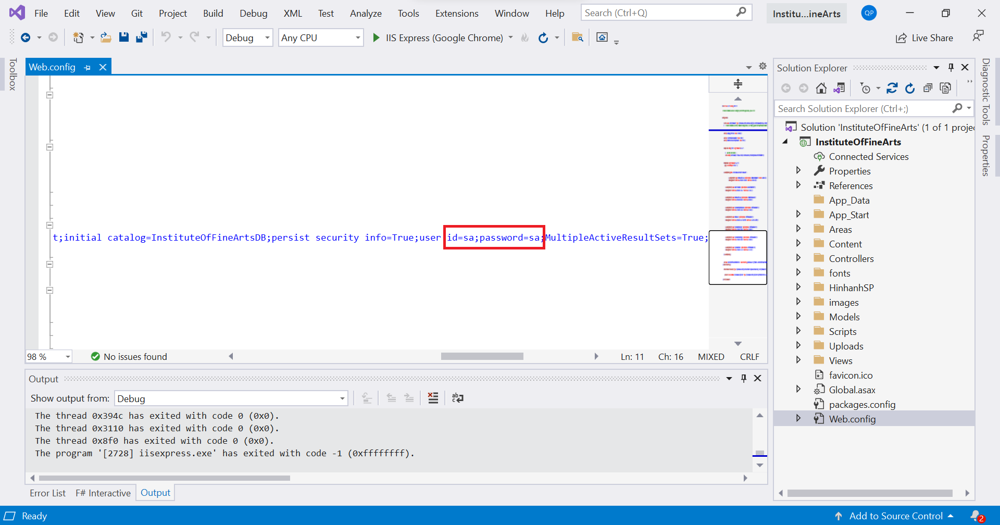 File Edit View Git Project Build Debug XML Test Analyze Tools Extensions Window Help Search (Ctrl+Q) Institu...ineArts QP
Debug Any CPU IIS Express (Google Chrome) Live Share
Toolbox
Web.config
t;initial catalog=InstituteOfFineArtsDB;persist security info=True;user id=sa;password=sa;MultipleActiveResultSets=True;
98 % No issues found Ln: 11 Ch: 16 MIXED CRLF
Output
Show output from: Debug
The thread 0x394c has exited with code 0 (0x0).
The thread 0x3110 has exited with code 0 (0x0).
The thread 0x8f0 has exited with code 0 (0x0).
The program '[2728] iisexpress.exe' has exited with code -1 (0xffffffff).
Error List F# Interactive Output
Solution Explorer
Search Solution Explorer (Ctrl+;)
Solution 'InstituteOfFineArts' (1 of 1 projec
InstituteOfFineArts
Connected Services
Properties
References
App_Data
App_Start
Areas
Content
Controllers
fonts
HinhanhSP
images
Models
Scripts
Uploads
Views
favicon.ico
Global.asax
packages.config
Web.config
Diagnostic Tools
Properties
Ready Add to Source Control 2